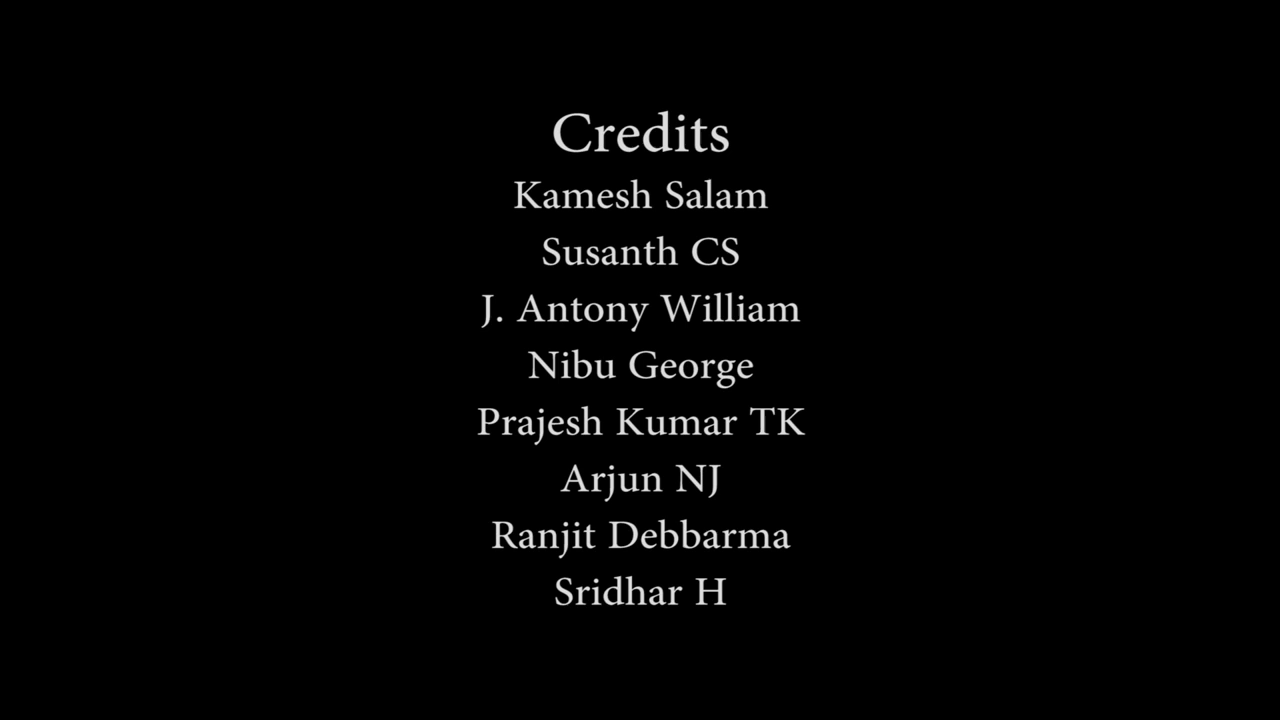 Credits
Kamesh Salam
Susanth CS
J. Antony William
Nibu George
Prajesh Kumar TK
Arjun NJ
Ranjit Debbarma
Sridhar H